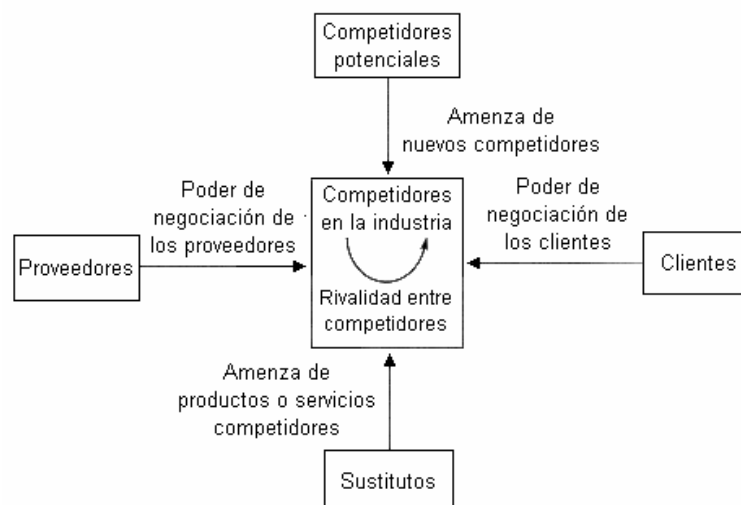 Competidores
potenciales
Amenza de
nuevos competidores
Poder de
negociación de
los proveedores
Competidores
en la industria
Poder de
negociación de
los clientes
Proveedores
Clientes
Rivalidad entre
competidores
Amenza de
productos o servicios
competidores
Sustitutos